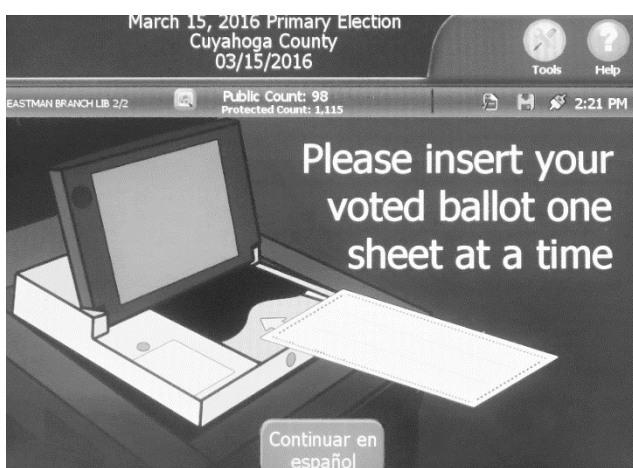 March 15, 2016 Primary Election
Cuyahoga County
03/15/2016
Tools
Help
EASTMAN BRANCH LIB 2/2
Public Count: 98
Protected Count: 1,115
2:21 PM
Please insert your
voted ballot one
sheet at a time
Continuar en
español